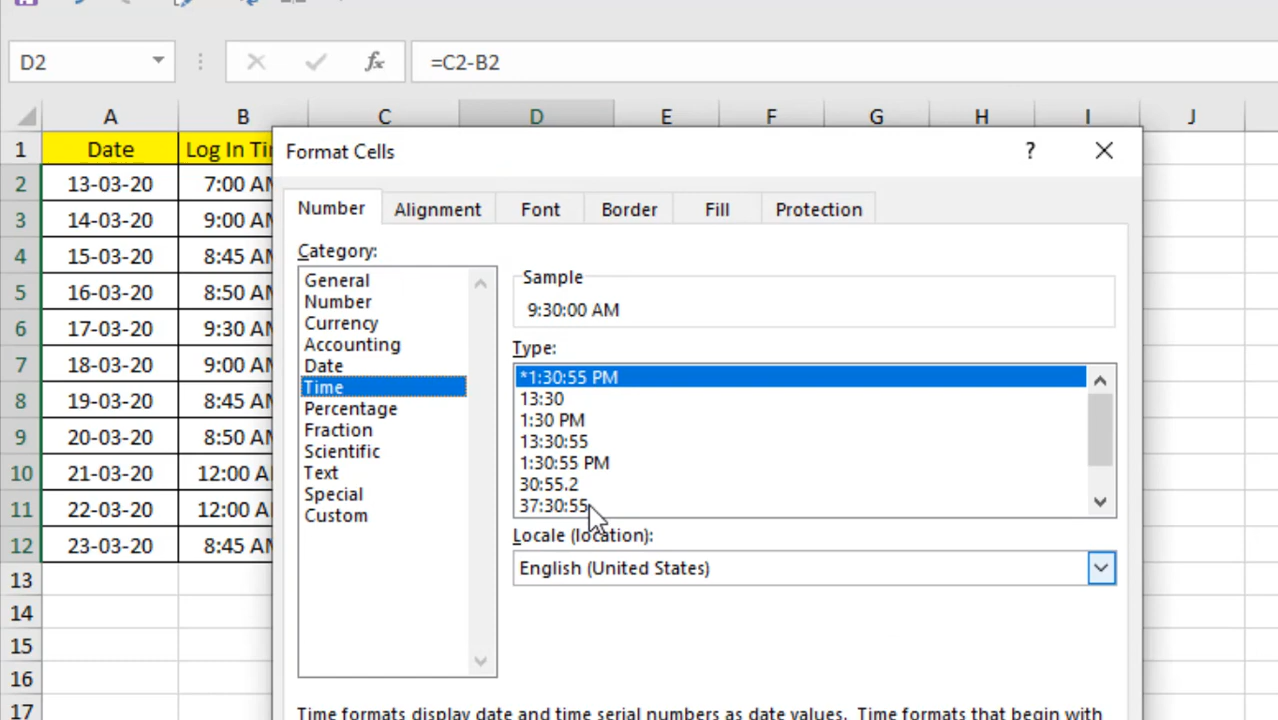 D2 fx =C2-B2
A B C D E F G H I J
1 Date Log In Ti
2 13-03-20 7:00 AM
3 14-03-20 9:00 AM
4 15-03-20 8:45 AM
5 16-03-20 8:50 AM
6 17-03-20 9:30 AM
7 18-03-20 9:00 AM
8 19-03-20 8:45 AM
9 20-03-20 8:50 AM
10 21-03-20 12:00 A
11 22-03-20 12:00 A
12 23-03-20 8:45 AM
13
14
15
16
17
Format Cells ?
Number Alignment Font Border Fill Protection
Category:
General
Number
Currency
Accounting
Date
Time
Percentage
Fraction
Scientific
Text
Special
Custom
Sample
9:30:00 AM
Type:
*1:30:55 PM
13:30
1:30 PM
13:30:55
1:30:55 PM
30:55.2
37:30:55
Locale (location):
English (United States)
Time formats display date and time serial numbers as date values. Time formats that begin with